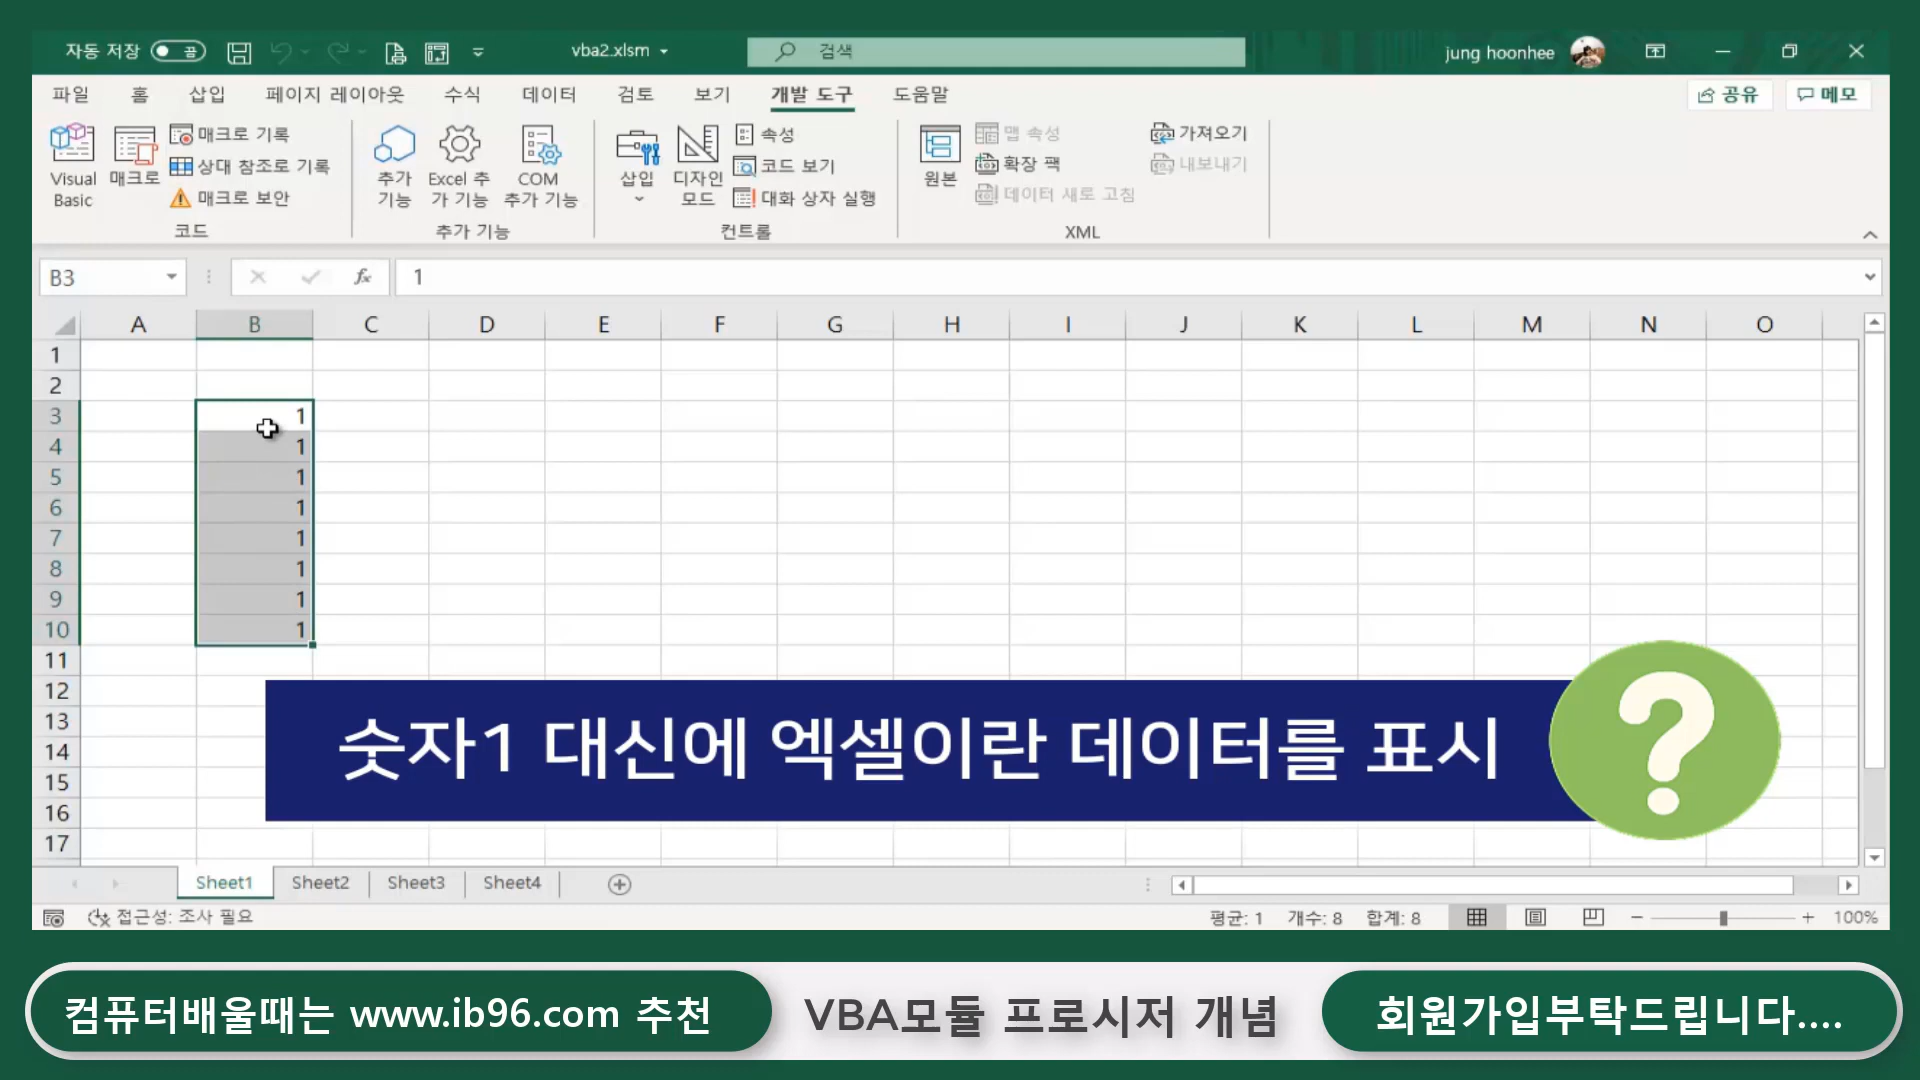 자동 저장 끔 vba2.xlsm 검색 jung hoonhee
파일 홈 삽입 페이지 레이아웃 수식 데이터 검토 보기 개발 도구 도움말 공유 메모
Visual Basic
매크로
매크로 기록
상대 참조로 기록
매크로 보안
코드
추가 기능
Excel 추가 기능
COM 추가 기능
추가 기능
삽입
디자인 모드
속성
코드 보기
대화 상자 실행
컨트롤
원본
맵 속성
확장 팩
데이터 새로 고침
가져오기
내보내기
XML
B3 fx 1
A B C D E F G H I J K L M N O
1
2
3 1
4 1
5 1
6 1
7 1
8 1
9 1
10 1
11
12
13
14
15
16
17
숫자1 대신에 엑셀이란 데이터를 표시 ?
Sheet1 Sheet2 Sheet3 Sheet4
접근성: 조사 필요 평균: 1 개수: 8 합계: 8 100%
컴퓨터배울때는 www.ib96.com 추천 VBA모듈 프로시저 개념 회원가입부탁드립니다....